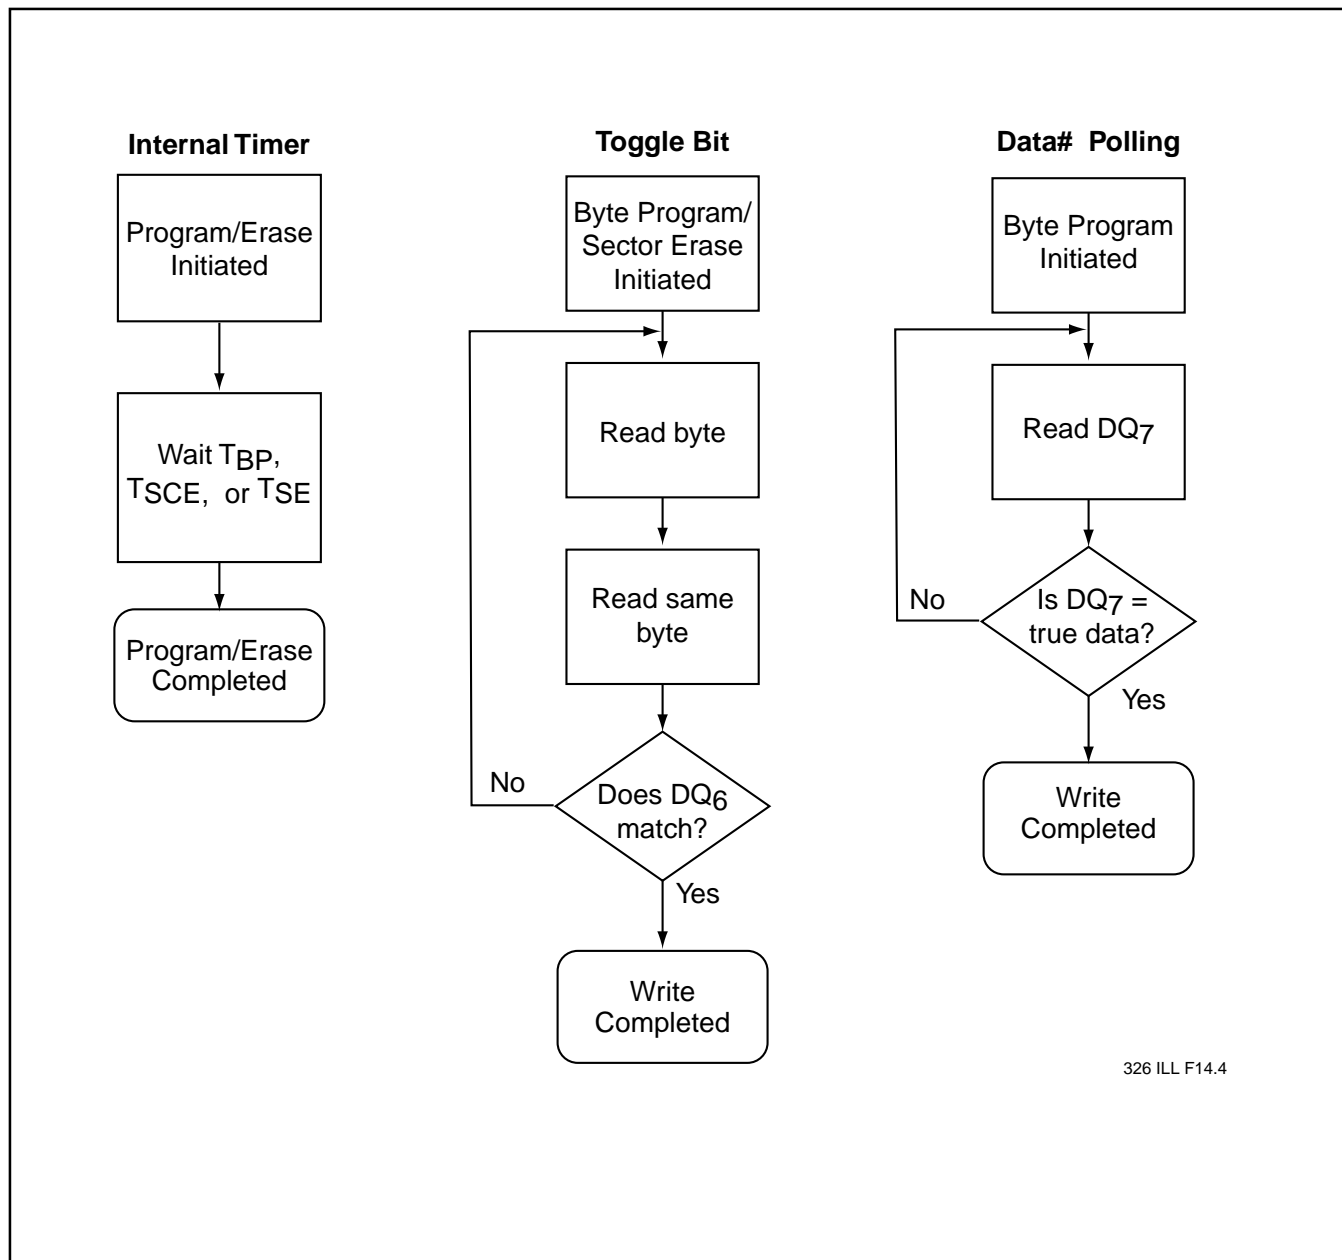 Internal Timer
Program/Erase
Initiated
Wait TBP,
TSCE, or TSE
Program/Erase
Completed
Toggle Bit
Byte Program/
Sector Erase
Initiated
Read byte
Read same
byte
No
Does DQ6
match?
Yes
Write
Completed
Data# Polling
Byte Program
Initiated
Read DQ7
No
Is DQ7 =
true data?
Yes
Write
Completed
326 ILL F14.4